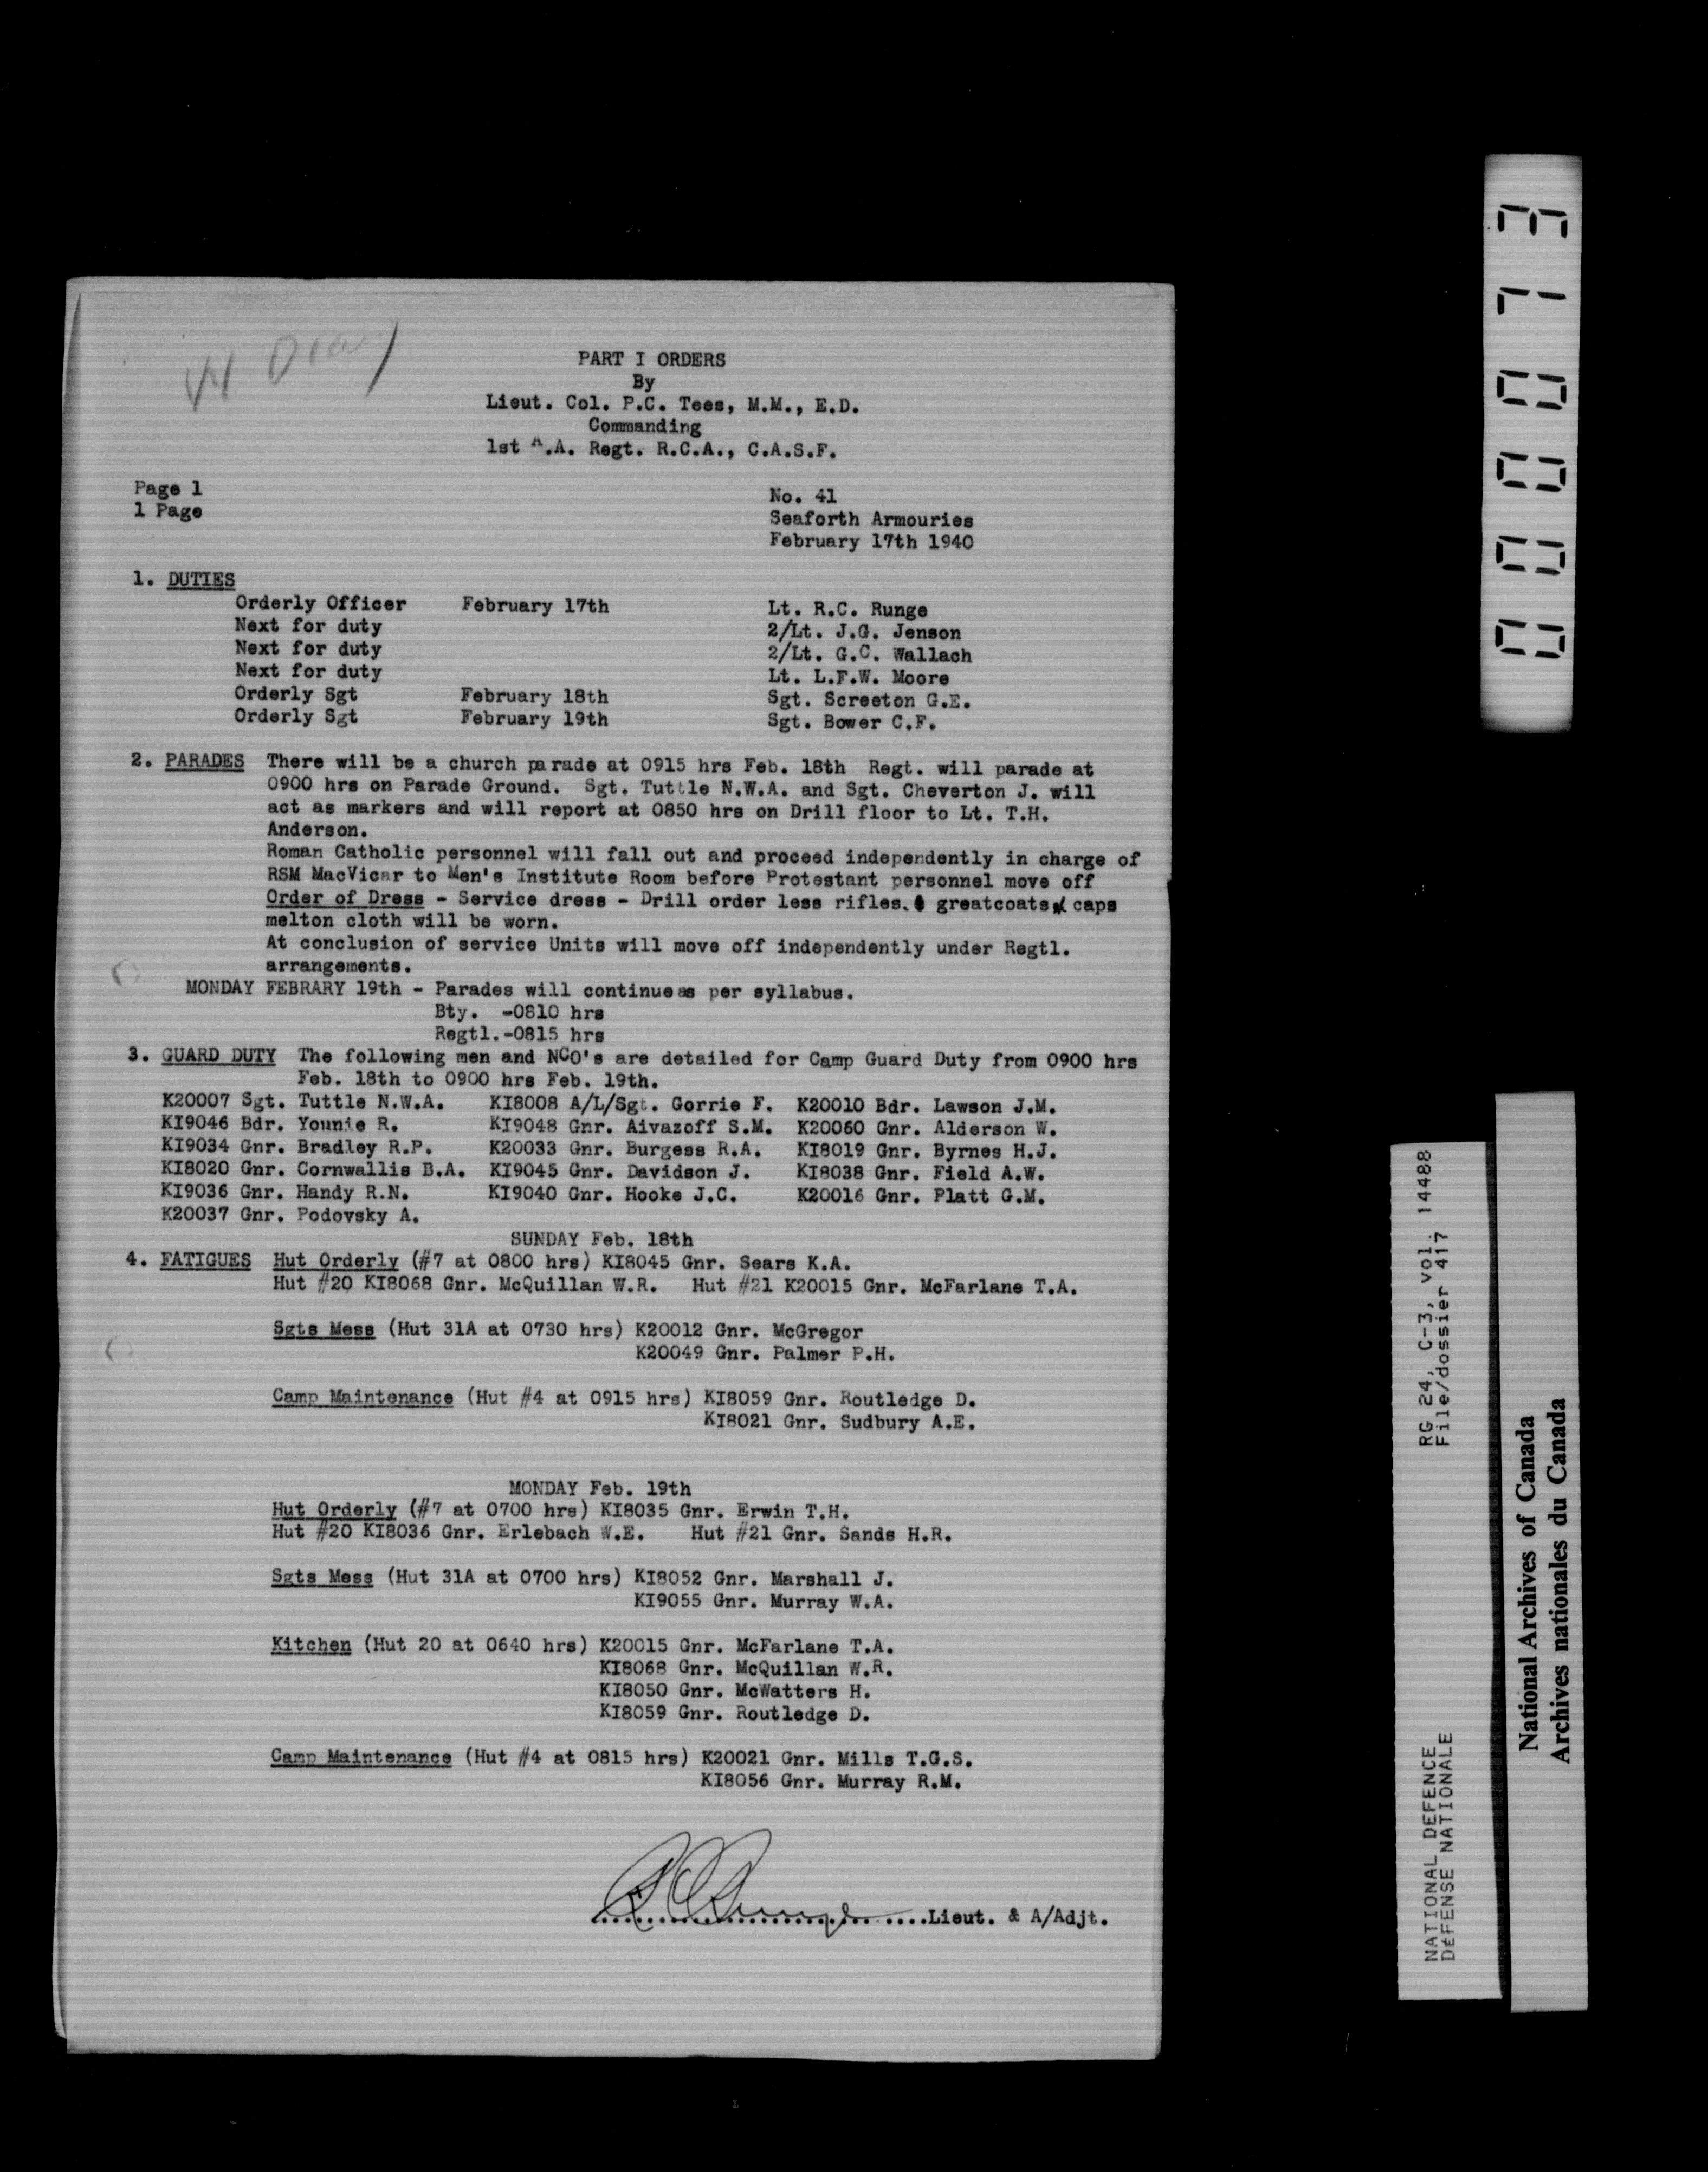 W Diary
PART I ORDERS
By
Lieut. Col. P.C. Tees, M.M., E.D.
Commanding
1st A.A. Regt. R.C.A., C.A.S.F.
Page 1
1 Page
No. 41
Seaforth Armouries
February 17th 1940
1. DUTIES
Orderly Officer February 17th Lt. R.C. Runge
Next for duty 2/Lt. J.G. Jenson
Next for duty 2/Lt. G.C. Wallach
Next for duty Lt. L.F.W. Moore
Orderly Sgt February 18th Sgt. Screeton G.E.
Orderly Sgt February 19th Sgt. Bower C.F.
2. PARADES There will be a church parade at 0915 hrs Feb. 18th Regt. will parade at
0900 hrs on Parade Ground. Sgt. Tuttle N.W.A. and Sgt. Cheverton J. will
act as markers and will report at 0850 hrs on Drill floor to Lt. T.H.
Anderson.
Roman Catholic personnel will fall out and proceed independently in charge of
RSM MacVicar to Men's Institute Room before Protestant personnel move off
Order of Dress - Service dress - Drill order less rifles. greatcoats & caps
melton cloth will be worn.
At conclusion of service Units will move off independently under Regtl.
arrangements.
MONDAY FEBRARY 19th - Parades will continue as per syllabus.
Bty. -0810 hrs
Regtl.-0815 hrs
3. GUARD DUTY The following men and NCO's are detailed for Camp Guard Duty from 0900 hrs
Feb. 18th to 0900 hrs Feb. 19th.
K20007 Sgt. Tuttle N.W.A. KI8008 A/L/Sgt. Gorrie F. K20010 Bdr. Lawson J.M.
KI9046 Bdr. Younie R. KI9048 Gnr. Aivazoff S.M. K20060 Gnr. Alderson W.
KI9034 Gnr. Bradley R.P. K20033 Gnr. Burgess R.A. KI8019 Gnr. Byrnes H.J.
KI8020 Gnr. Cornwallis B.A. KI9045 Gnr. Davidson J. KI8038 Gnr. Field A.W.
KI9036 Gnr. Handy R.N. KI9040 Gnr. Hooke J.C. K20016 Gnr. Platt G.M.
K20037 Gnr. Podovsky A.
SUNDAY Feb. 18th
4. FATIGUES Hut Orderly (#7 at 0800 hrs) KI8045 Gnr. Sears K.A.
Hut #20 KI8068 Gnr. McQuillan W.R. Hut #21 K20015 Gnr. McFarlane T.A.
Sgts Mess (Hut 31A at 0730 hrs) K20012 Gnr. McGregor
K20049 Gnr. Palmer P.H.
Camp Maintenance (Hut #4 at 0915 hrs) KI8059 Gnr. Routledge D.
KI8021 Gnr. Sudbury A.E.
MONDAY Feb. 19th
Hut Orderly (#7 at 0700 hrs) KI8035 Gnr. Erwin T.H.
Hut #20 KI8036 Gnr. Erlebach W.E. Hut #21 Gnr. Sands H.R.
Sgts Mess (Hut 31A at 0700 hrs) KI8052 Gnr. Marshall J.
KI9055 Gnr. Murray W.A.
Kitchen (Hut 20 at 0640 hrs) K20015 Gnr. McFarlane T.A.
KI8068 Gnr. McQuillan W.R.
KI8050 Gnr. McWatters H.
KI8059 Gnr. Routledge D.
Camp Maintenance (Hut #4 at 0815 hrs) K20021 Gnr. Mills T.G.S.
KI8056 Gnr. Murray R.M.
R C Runge ....Lieut. & A/Adjt.
000073
NATIONAL DEFENCE RG 24, C-3, vol. 14488
DEFENSE NATIONALE File/dossier 417
National Archives of Canada
Archives nationales du Canada